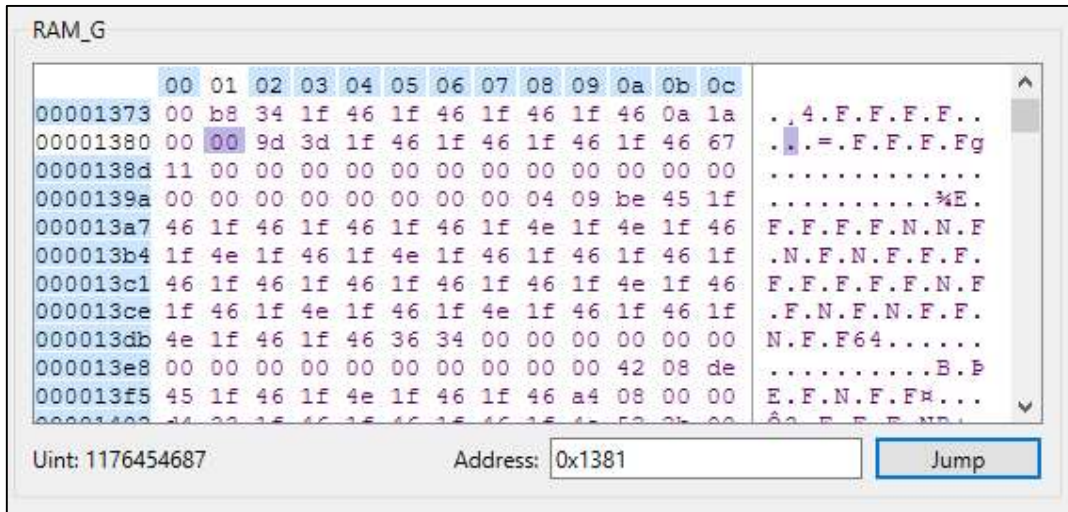 RAM_G
00 01 02 03 04 05 06 07 08 09 0a 0b 0c
00001373 00 b8 34 1f 46 1f 46 1f 46 1f 46 0a 1a .¸4.F.F.F.F..
00001380 00 00 9d 3d 1f 46 1f 46 1f 46 1f 46 67 ...=.F.F.F.Fg
0000138d 11 00 00 00 00 00 00 00 00 00 00 00 00 .............
0000139a 00 00 00 00 00 00 00 00 04 09 be 45 1f ..........¾E.
000013a7 46 1f 46 1f 46 1f 46 1f 4e 1f 4e 1f 46 F.F.F.F.N.N.F
000013b4 1f 4e 1f 46 1f 4e 1f 46 1f 46 1f 46 1f .N.F.N.F.F.F.
000013c1 46 1f 46 1f 46 1f 46 1f 46 1f 4e 1f 46 F.F.F.F.F.N.F
000013ce 1f 46 1f 4e 1f 46 1f 4e 1f 46 1f 46 1f .F.N.F.N.F.F.
000013db 4e 1f 46 1f 46 36 34 00 00 00 00 00 00 N.F.F64......
000013e8 00 00 00 00 00 00 00 00 00 00 42 08 de ..........B.Þ
000013f5 45 1f 46 1f 4e 1f 46 1f 46 a4 08 00 00 E.F.N.F.F¤...
Uint: 1176454687 Address: 0x1381 Jump